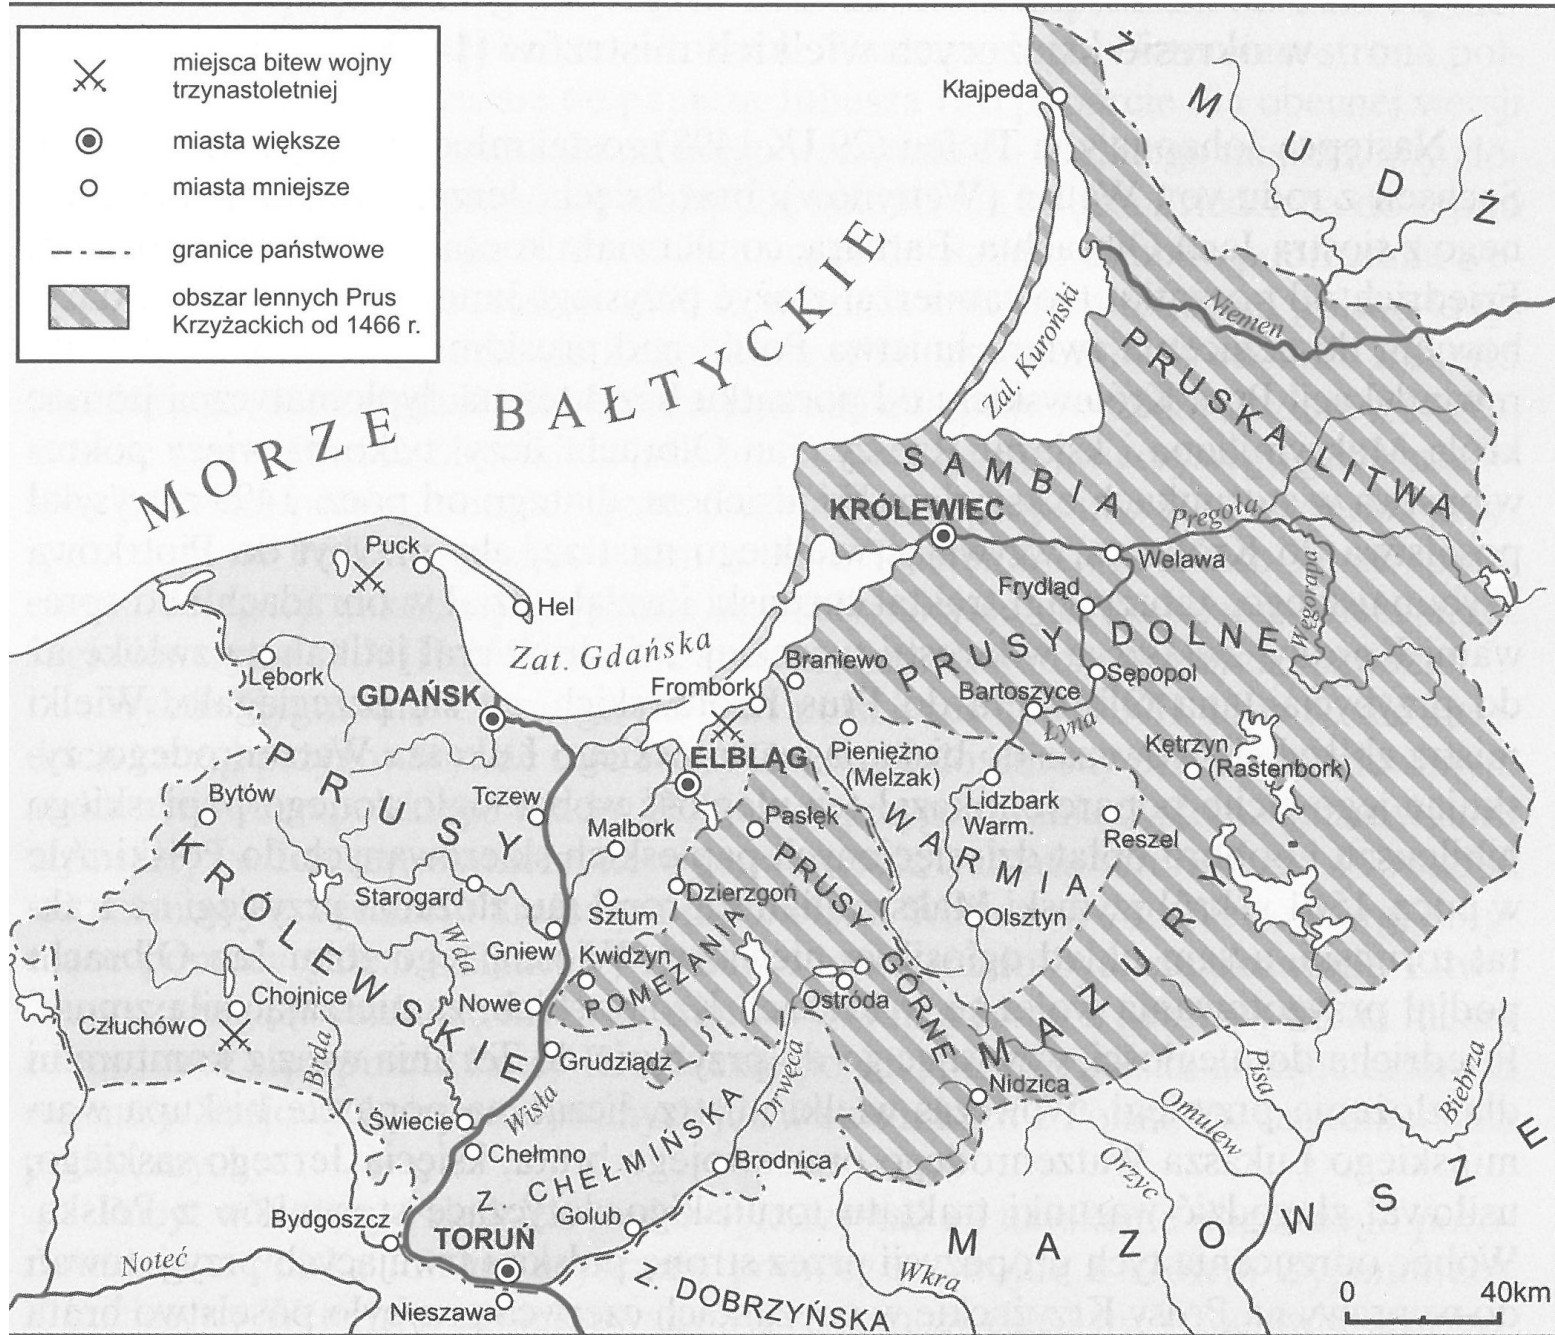 miejsca bitew wojny
trzynastoletniej
miasta większe
miasta mniejsze
granice państwowe
obszar lennych Prus
Krzyżackich od 1466 r.
MORZE BAŁTYCKIE
ŻMUDŹ
Kłajpeda
Zal. Kuroński
Niemen
PRUSKA LITWA
SAMBIA
KRÓLEWIEC
Pregoła
Welawa
Frydląd
Węgorapa
PRUSY DOLNE
Sępopol
Bartoszyce
Łyna
Puck
Hel
Zat. Gdańska
Lębork
GDAŃSK
Frombork
Braniewo
Pieniężno
(Melzak)
ELBLĄG
Kętrzyn
(Rastenbork)
Lidzbark
Warm.
Reszel
Bytów
Tczew
Malbork
Pasłęk
WARMIA
PRUSY
KRÓLEWSKIE
Starogard
Sztum
Dzierzgoń
PRUSY GÓRNE
Olsztyn
MAZURY
Wda
Gniew
Kwidzyn
POMEZANIA
Ostróda
Chojnice
Człuchów
Nowe
Grudziądz
Brda
Drwęca
Nidzica
Pisa
Omulew
Biebrza
Świecie
Wisła
Chełmno
Z. CHEŁMIŃSKA
Brodnica
Orzyc
Bydgoszcz
TORUŃ
Golub
Noteć
Nieszawa
Z. DOBRZYŃSKA
Wkra
MAZOWSZE
0 40km